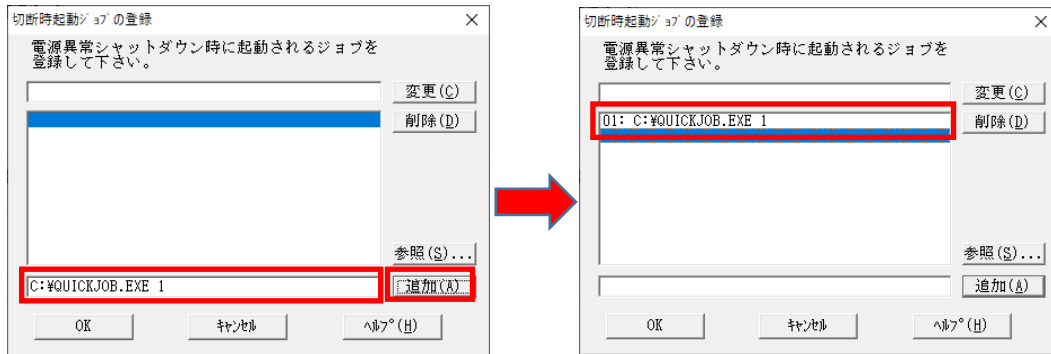 切断時起動ｼﾞｮﾌﾞの登録
電源異常シャットダウン時に起動されるジョブを
登録して下さい。
変更(C)
削除(D)
参照(S)...
C:¥QUICKJOB.EXE 1
追加(A)
OK
ｷｬﾝｾﾙ
ﾍﾙﾌﾟ(H)
切断時起動ｼﾞｮﾌﾞの登録
電源異常シャットダウン時に起動されるジョブを
登録して下さい。
変更(C)
01: C:¥QUICKJOB.EXE 1
削除(D)
参照(S)...
追加(A)
OK
ｷｬﾝｾﾙ
ﾍﾙﾌﾟ(H)